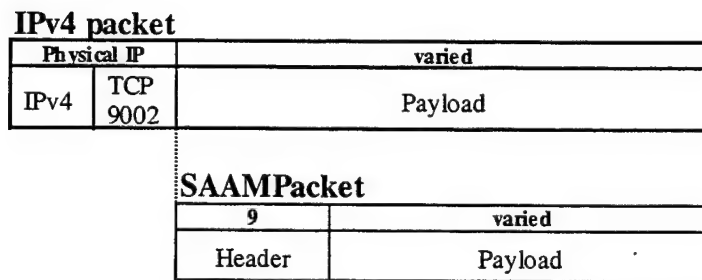 IPv4 packet
Physical IP varied
IPv4 TCP 9002 Payload
SAAMPacket
9 varied
Header Payload